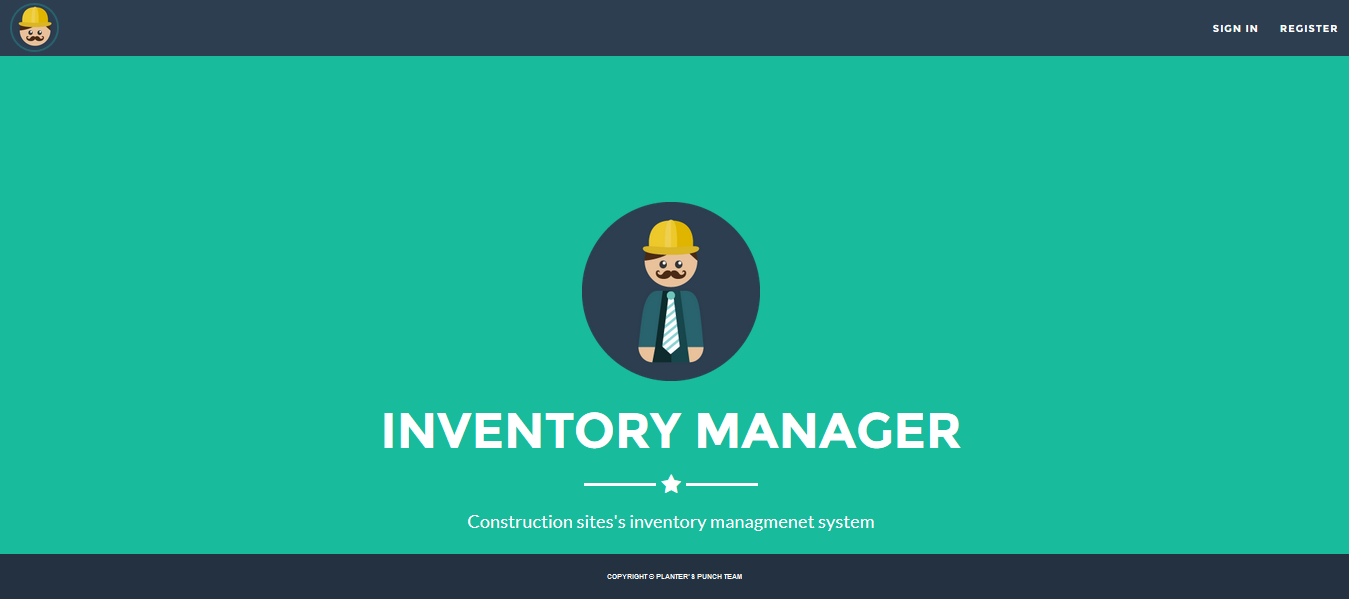 SIGN IN REGISTER
INVENTORY MANAGER
Construction sites's inventory managmenet system
COPYRIGHT © PLANTER'S PUNCH TEAM